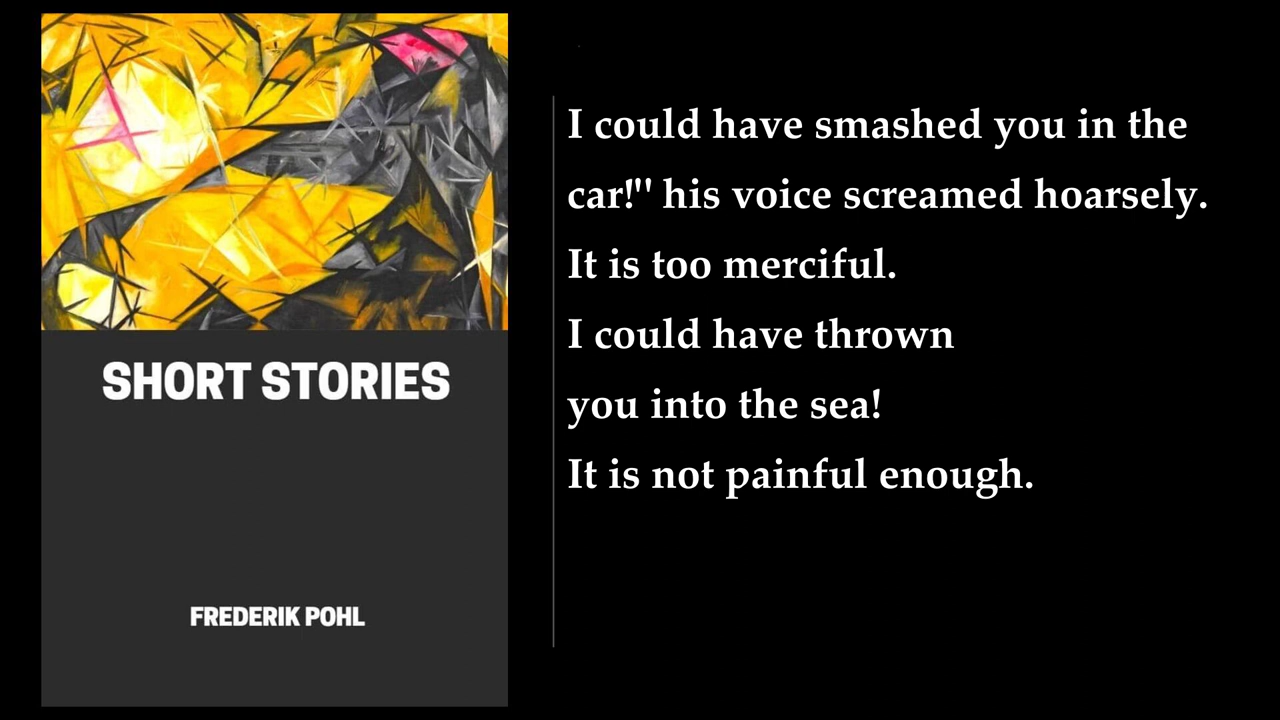 SHORT STORIES
FREDERIK POHL
I could have smashed you in the
car!" his voice screamed hoarsely.
It is too merciful.
I could have thrown
you into the sea!
It is not painful enough.